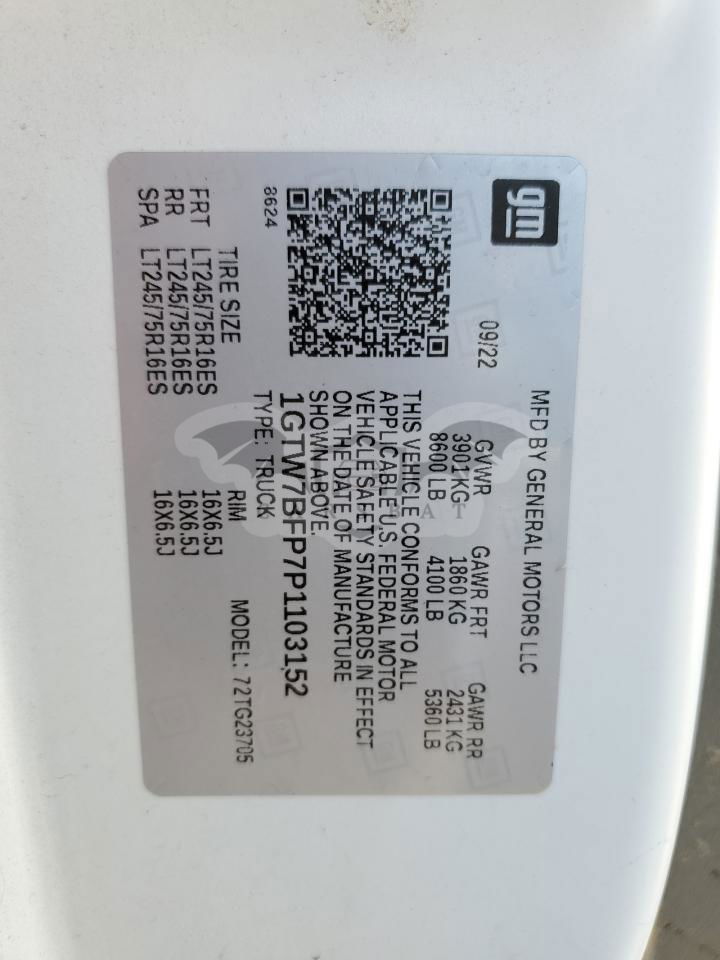 gm
MFD BY GENERAL MOTORS LLC
09/22
GVWR GAWR FRT GAWR RR
3901KG 1860 KG 2431 KG
8600 LB 4100 LB 5360 LB
THIS VEHICLE CONFORMS TO ALL
APPLICABLE U.S. FEDERAL MOTOR
VEHICLE SAFETY STANDARDS IN EFFECT
ON THE DATE OF MANUFACTURE
SHOWN ABOVE.
1GTW7BFP7P1103152
TYPE: TRUCK
8624
MODEL: 72TG23705
TIRE SIZE RIM
FRT LT245/75R16ES 16X6.5J
RR LT245/75R16ES 16X6.5J
SPA LT245/75R16ES 16X6.5J